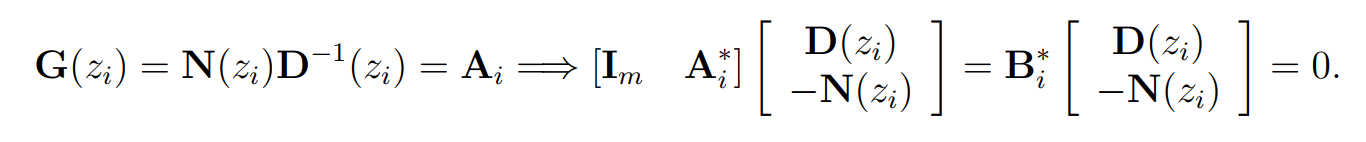 G(z_i) = N(z_i)D^{-1}(z_i) = A_i ⟹ [I_m A_i^*] [ D(z_i) ; -N(z_i) ] = B_i^* [ D(z_i) ; -N(z_i) ] = 0.